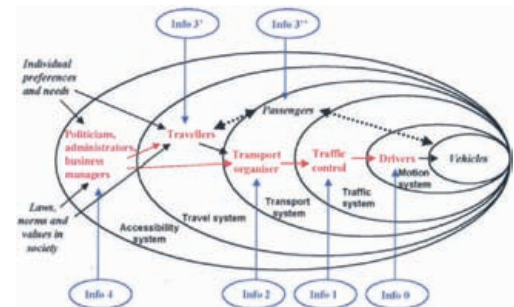 Info 3'
Info 3''
Individual
preferences
and needs
Passengers
Politicians,
administrators,
business
managers
Travellers
Transport
organiser
Traffic
control
Drivers
Vehicles
Motion
system
Laws,
norms and
values in
society
Accessibility
system
Travel system
Transport
system
Traffic
system
Info 4
Info 2
Info 1
Info 0